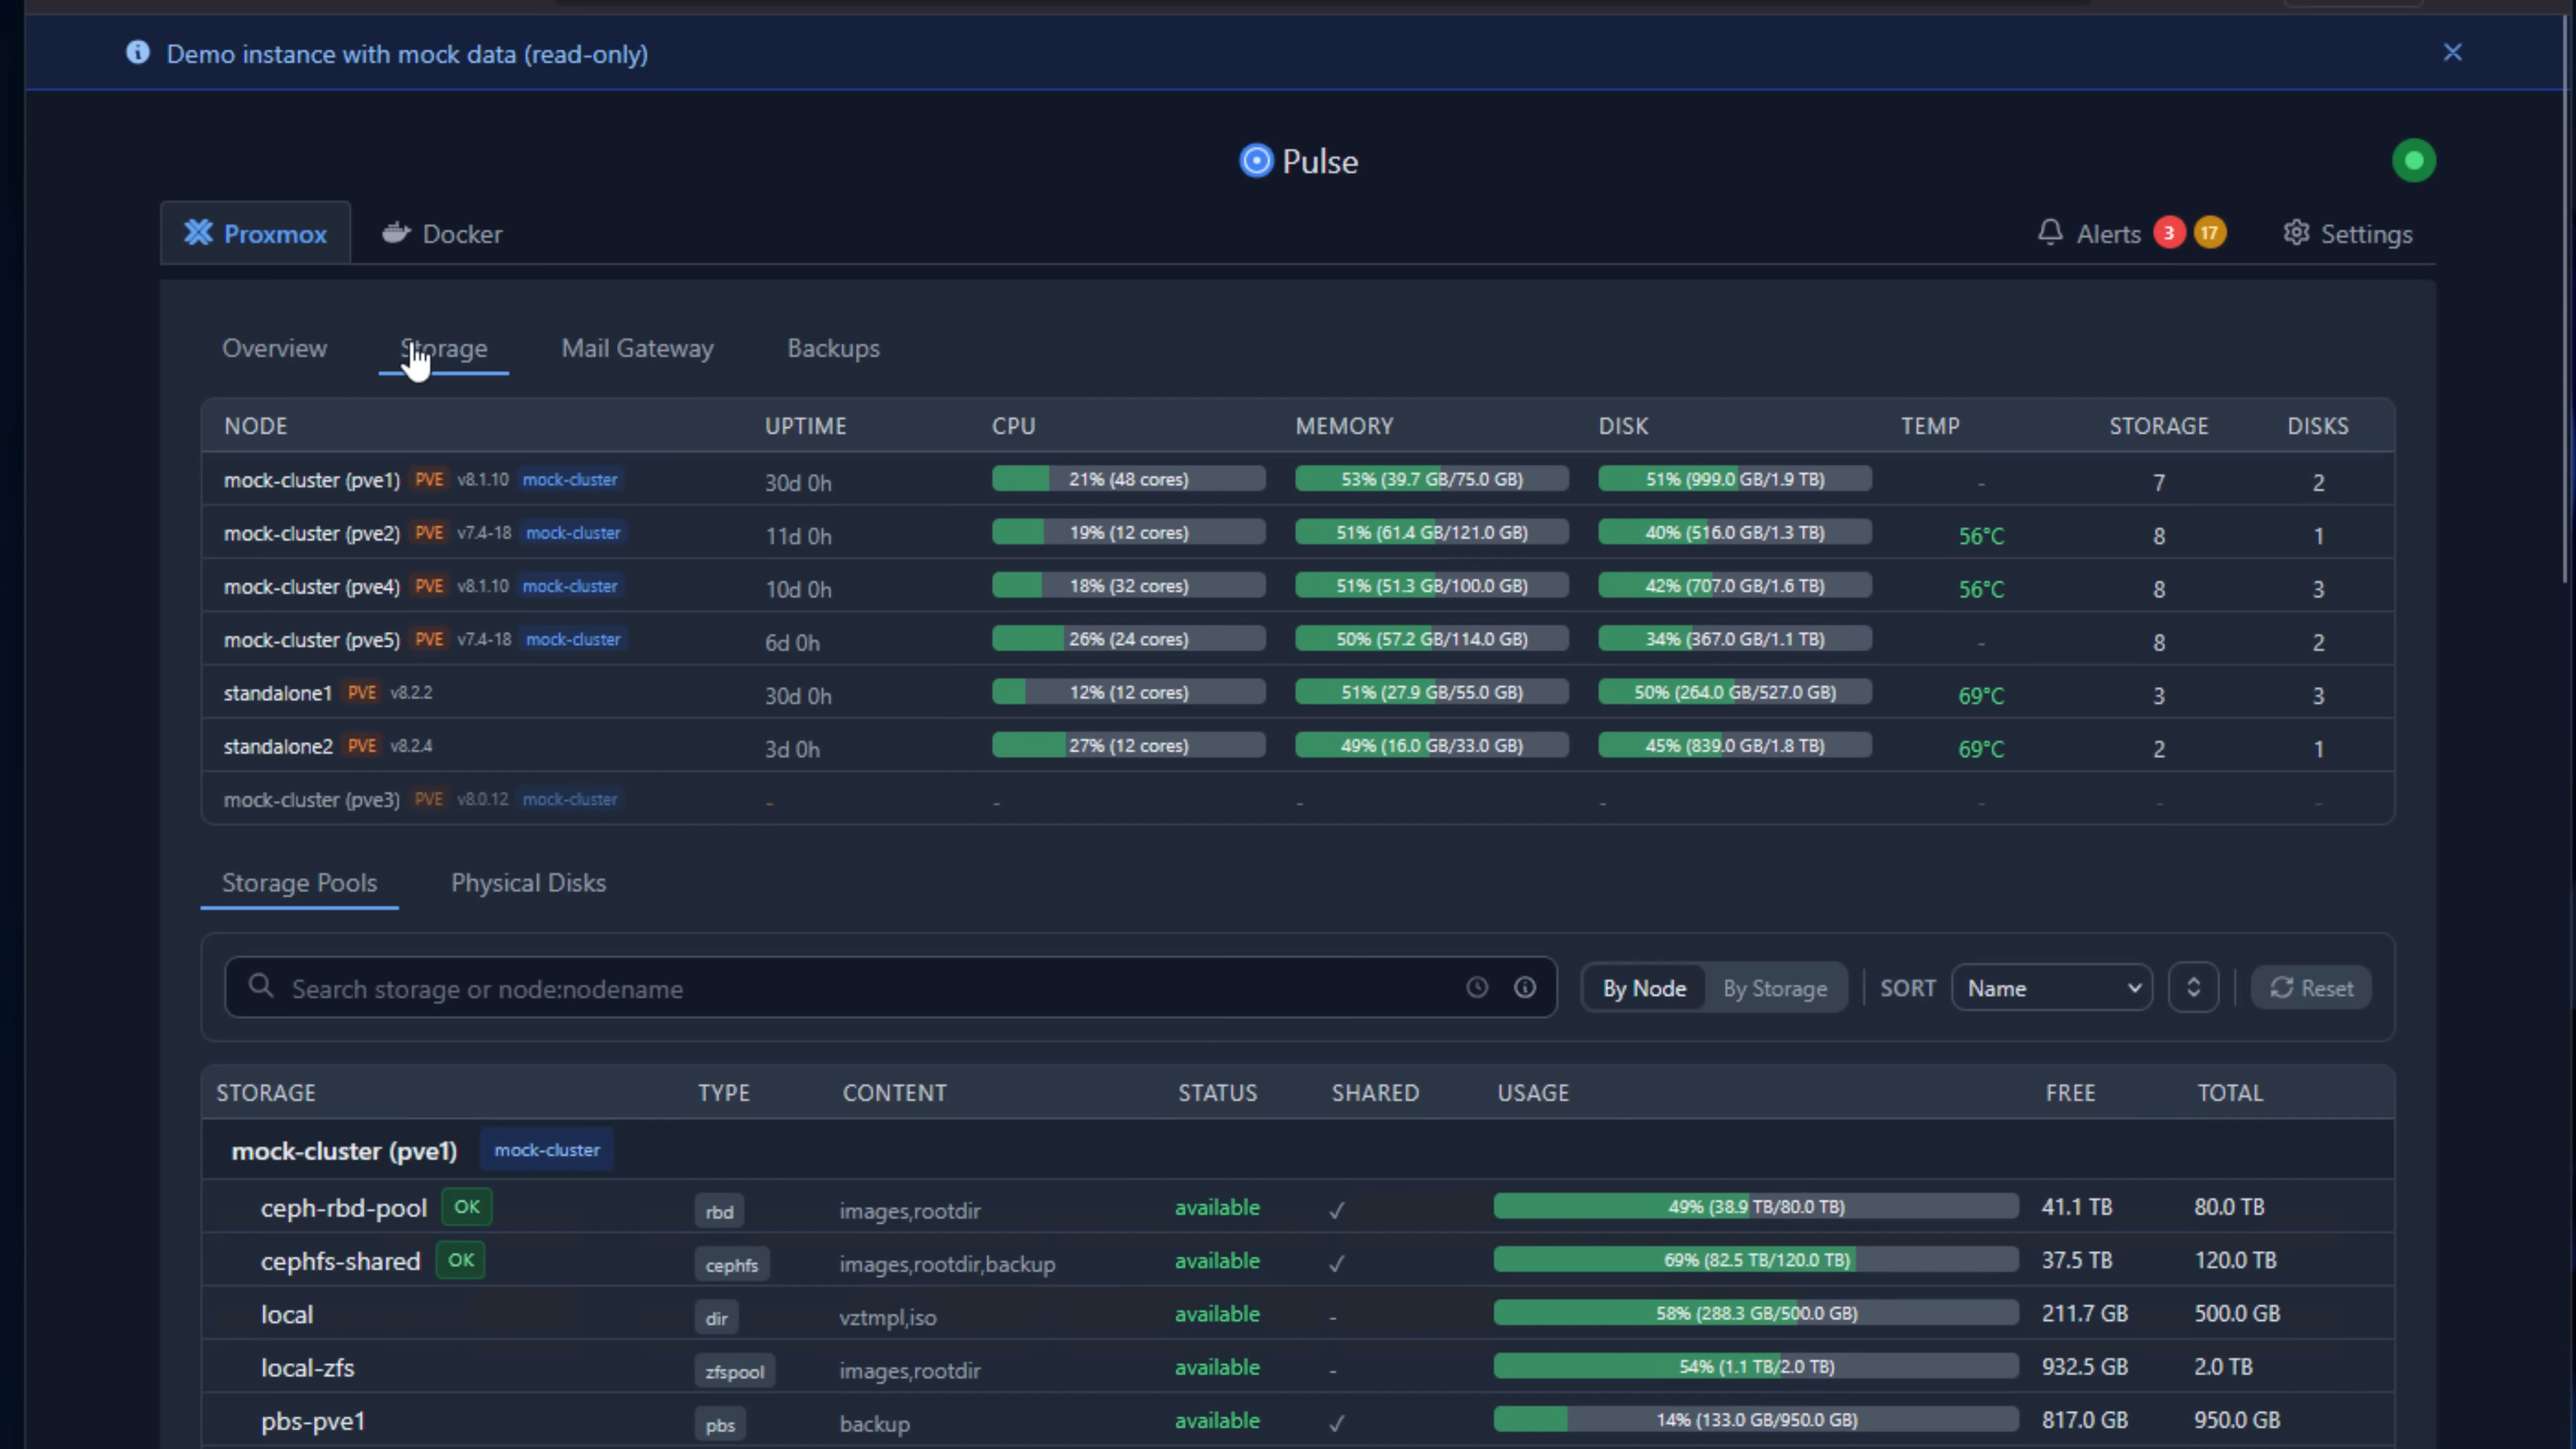 Demo instance with mock data (read-only)
Pulse
Proxmox Docker Alerts 3 17 Settings
Overview Storage Mail Gateway Backups
NODE UPTIME CPU MEMORY DISK TEMP STORAGE DISKS
mock-cluster (pve1) PVE v8.1.10 mock-cluster 30d 0h 21% (48 cores) 53% (39.7 GB/75.0 GB) 51% (999.0 GB/1.9 TB) - 7 2
mock-cluster (pve2) PVE v7.4-18 mock-cluster 11d 0h 19% (12 cores) 51% (61.4 GB/121.0 GB) 40% (516.0 GB/1.3 TB) 56°C 8 1
mock-cluster (pve4) PVE v8.1.10 mock-cluster 10d 0h 18% (32 cores) 51% (51.3 GB/100.0 GB) 42% (707.0 GB/1.6 TB) 56°C 8 3
mock-cluster (pve5) PVE v7.4-18 mock-cluster 6d 0h 26% (24 cores) 50% (57.2 GB/114.0 GB) 34% (367.0 GB/1.1 TB) - 8 2
standalone1 PVE v8.2.2 30d 0h 12% (12 cores) 51% (27.9 GB/55.0 GB) 50% (264.0 GB/527.0 GB) 69°C 3 3
standalone2 PVE v8.2.4 3d 0h 27% (12 cores) 49% (16.0 GB/33.0 GB) 45% (839.0 GB/1.8 TB) 69°C 2 1
mock-cluster (pve3) PVE v8.0.12 mock-cluster - - - - - - -
Storage Pools Physical Disks
Search storage or node:nodename By Node By Storage SORT Name Reset
STORAGE TYPE CONTENT STATUS SHARED USAGE FREE TOTAL
mock-cluster (pve1) mock-cluster
ceph-rbd-pool OK rbd images,rootdir available ✓ 49% (38.9 TB/80.0 TB) 41.1 TB 80.0 TB
cephfs-shared OK cephfs images,rootdir,backup available ✓ 69% (82.5 TB/120.0 TB) 37.5 TB 120.0 TB
local dir vztmpl,iso available - 58% (288.3 GB/500.0 GB) 211.7 GB 500.0 GB
local-zfs zfspool images,rootdir available - 54% (1.1 TB/2.0 TB) 932.5 GB 2.0 TB
pbs-pve1 pbs backup available ✓ 14% (133.0 GB/950.0 GB) 817.0 GB 950.0 GB